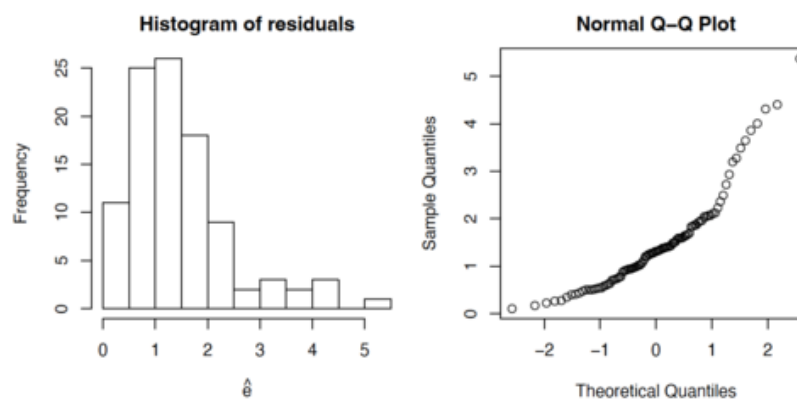 Histogram of residuals
Frequency
0 5 10 15 20 25
0 1 2 3 4 5
ê
Normal Q−Q Plot
Sample Quantiles
0 1 2 3 4 5
−2 −1 0 1 2
Theoretical Quantiles